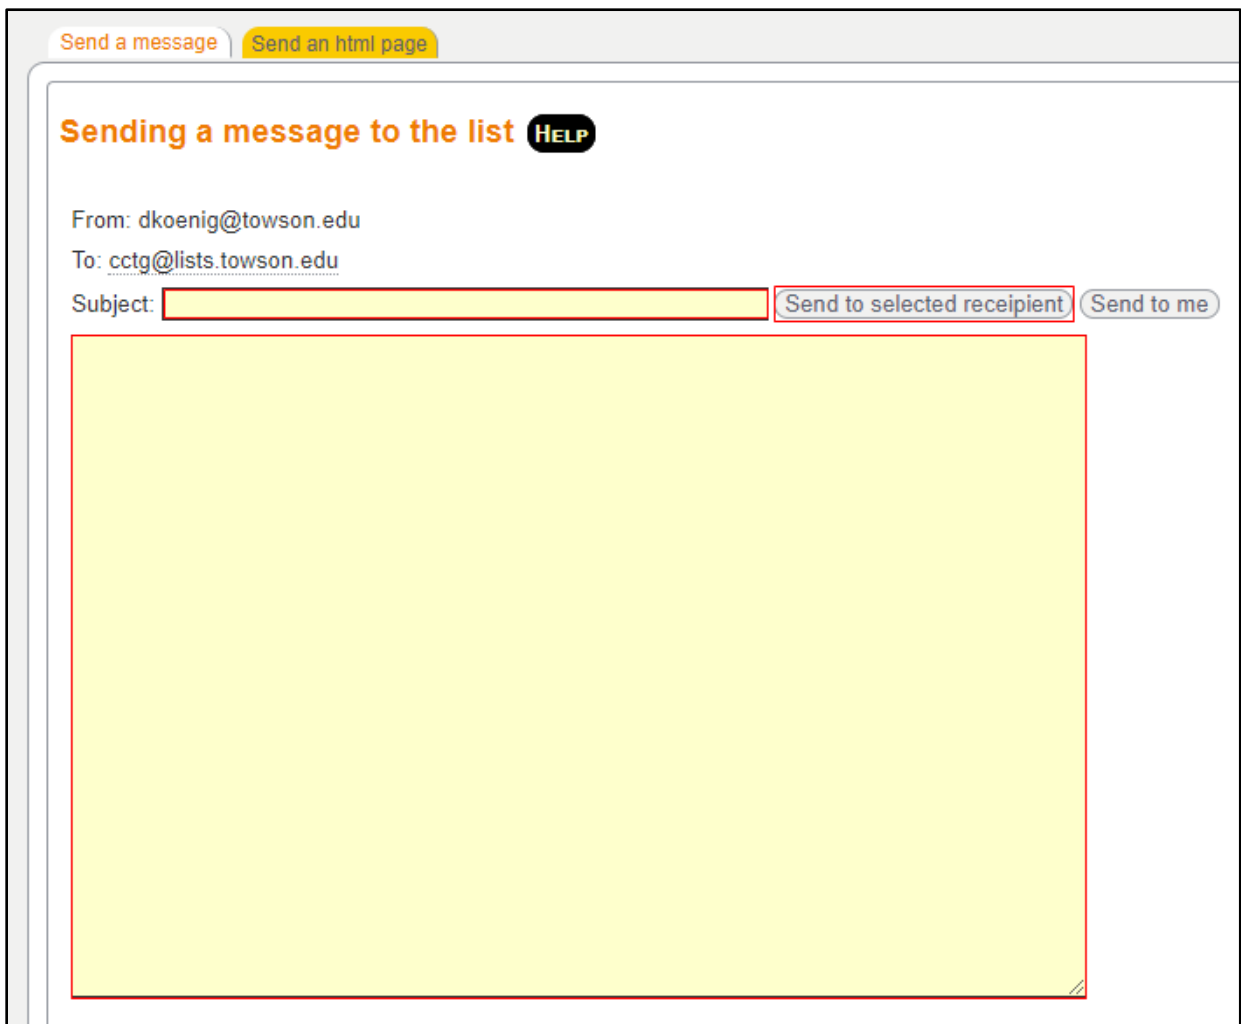 Send a message Send an html page
Sending a message to the list HELP
From: dkoenig@towson.edu
To: cctg@lists.towson.edu
Subject: Send to selected receipient Send to me